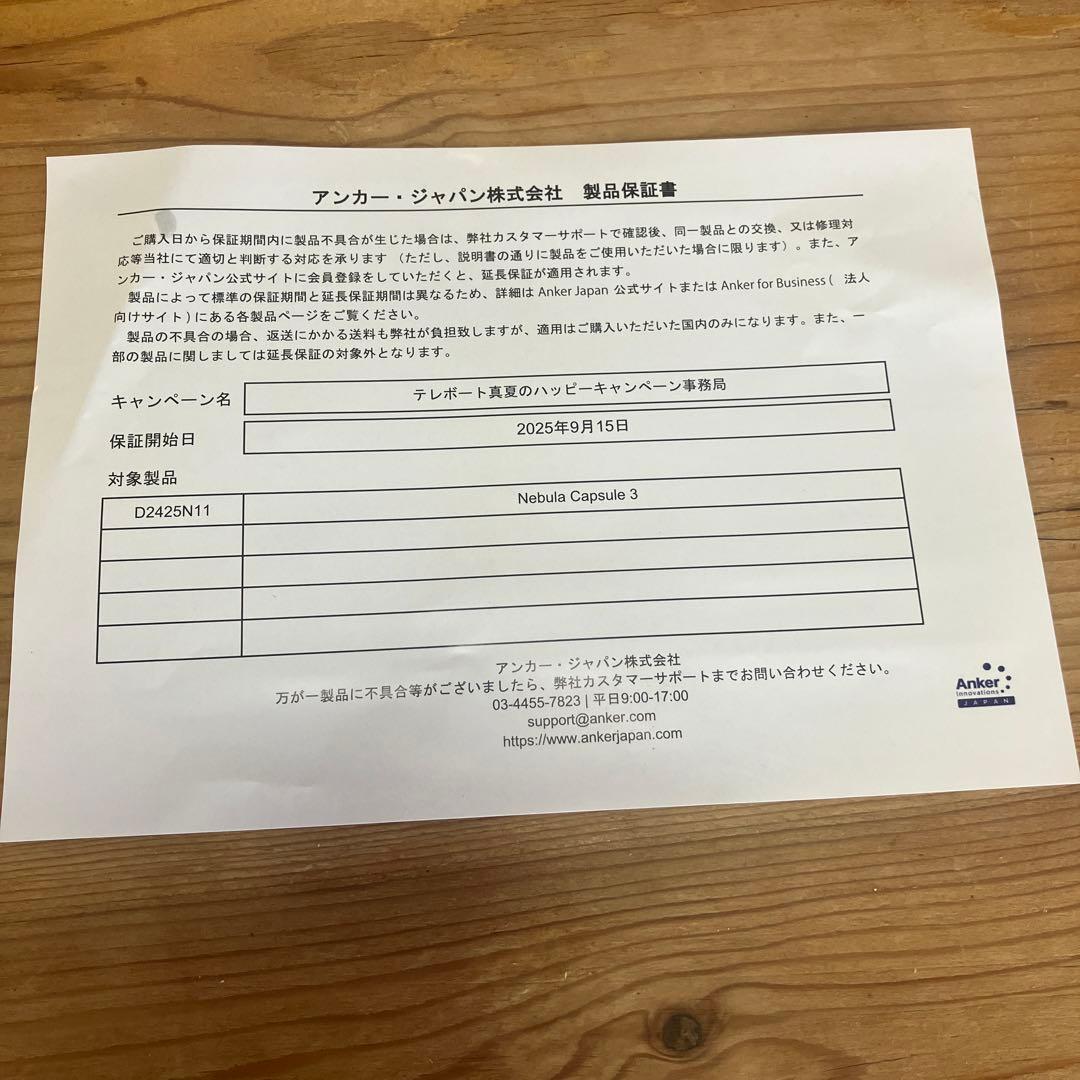 アンカー・ジャパン株式会社　製品保証書
ご購入日から保証期間内に製品不具合が生じた場合は、弊社カスタマーサポートで確認後、同一製品との交換、又は修理対
応等当社にて適切と判断する対応を承ります（ただし、説明書の通りに製品をご使用いただいた場合に限ります）。また、ア
ンカー・ジャパン公式サイトに会員登録をしていただくと、延長保証が適用されます。
製品によって標準の保証期間と延長保証期間は異なるため、詳細は Anker Japan 公式サイトまたは Anker for Business ( 法人
向けサイト ) にある各製品ページをご覧ください。
製品の不具合の場合、返送にかかる送料も弊社が負担致しますが、適用はご購入いただいた国内のみになります。また、一
部の製品に関しましては延長保証の対象外となります。
キャンペーン名 テレボート真夏のハッピーキャンペーン事務局
保証開始日 2025年9月15日
対象製品
D2425N11 Nebula Capsule 3
アンカー・ジャパン株式会社
万が一製品に不具合等がございましたら、弊社カスタマーサポートまでお問い合わせください。
03-4455-7823 | 平日9:00-17:00
support@anker.com
https://www.ankerjapan.com
Anker
Innovations
JAPAN